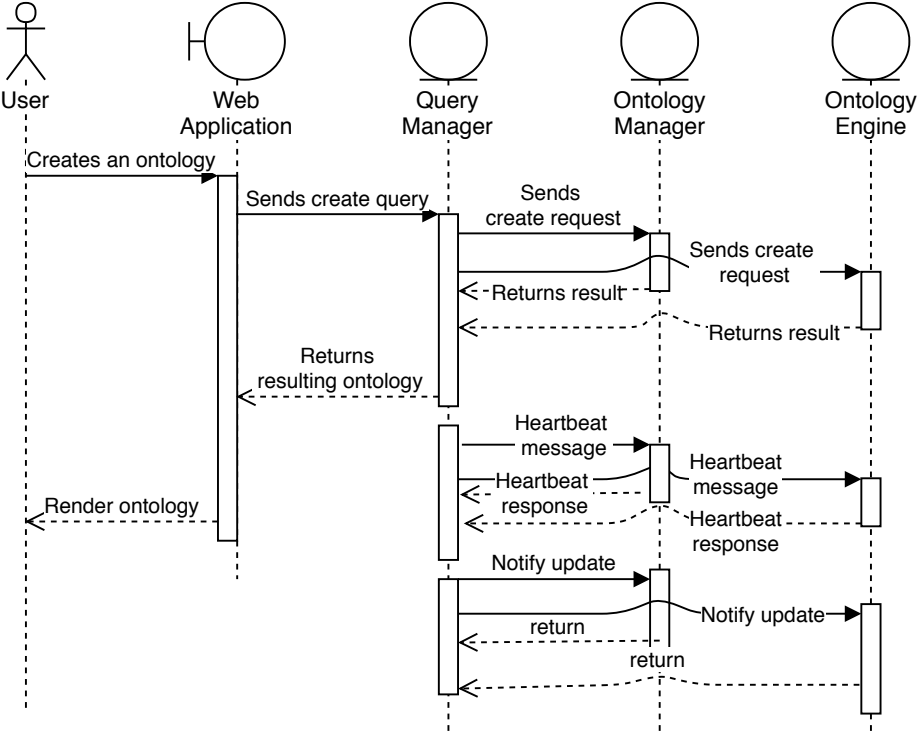 User
Web
Application
Query
Manager
Ontology
Manager
Ontology
Engine
Creates an ontology
Sends create query
Sends
create request
Sends create
request
Returns result
Returns result
Returns
resulting ontology
Heartbeat
message
Heartbeat
message
Heartbeat
response
Render ontology
Heartbeat
response
Notify update
Notify update
return
return